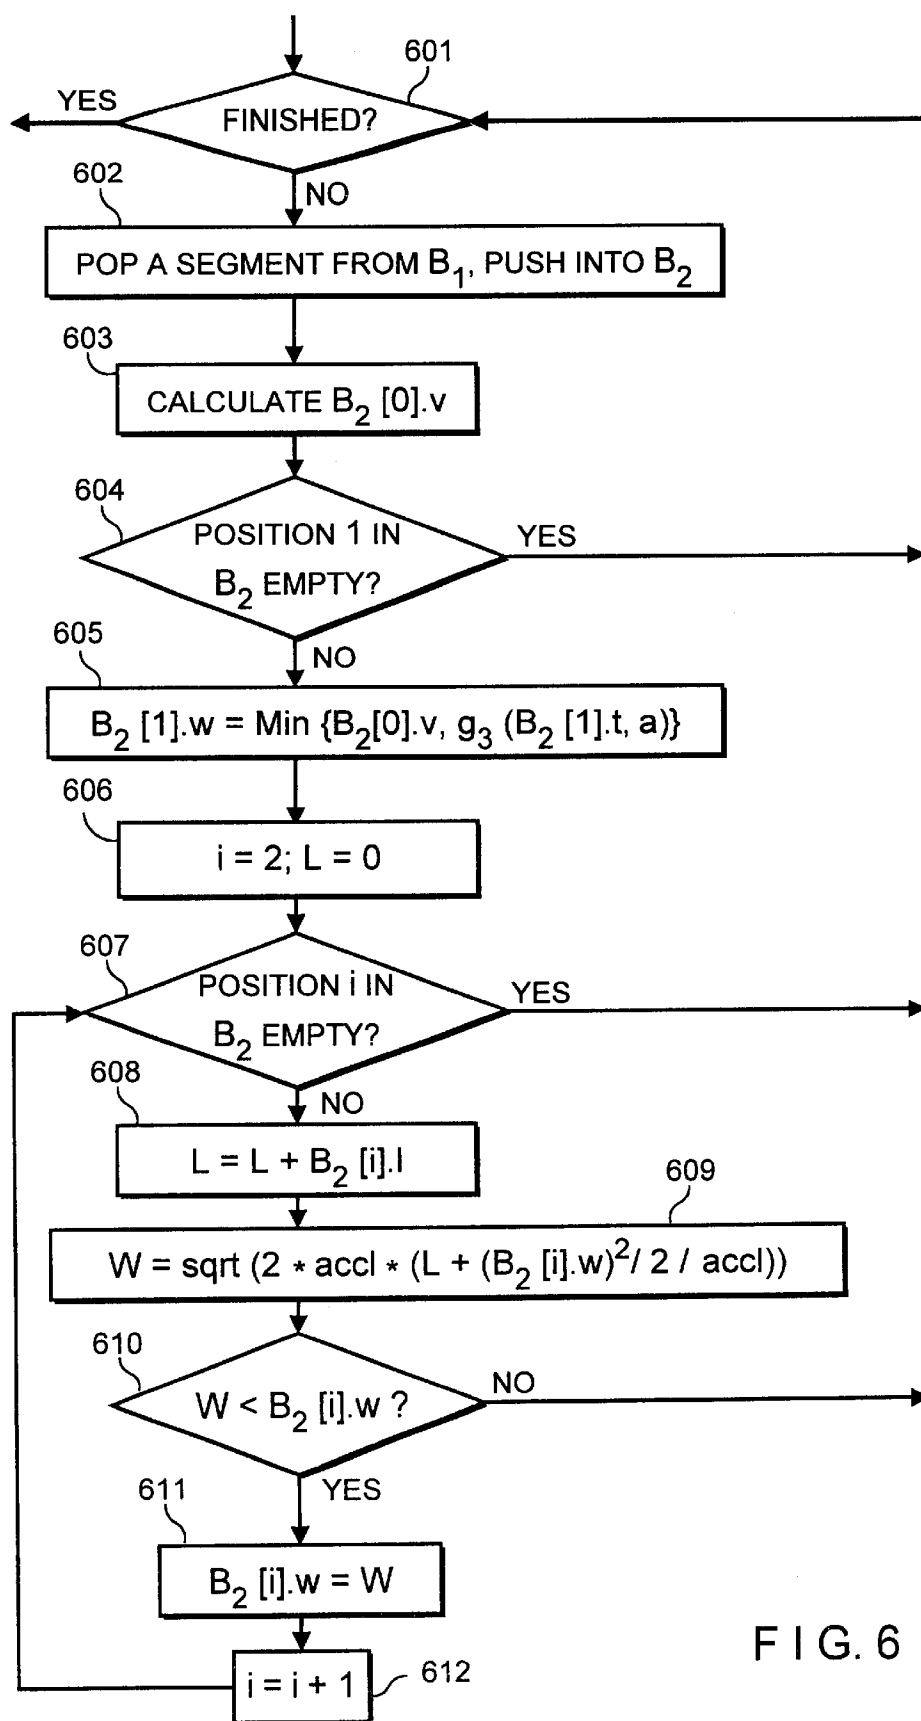 601
YES
FINISHED?
602
NO
POP A SEGMENT FROM B₁, PUSH INTO B₂
603
CALCULATE B₂ [0].v
604
POSITION 1 IN
YES
B₂ EMPTY?
605
NO
B₂ [1].w = Min {B₂[0].v, g₃ (B₂ [1].t, a)}
606
i = 2; L = 0
607
POSITION i IN
YES
B₂ EMPTY?
608
NO
L = L + B₂ [i].l
609
W = sqrt (2 * accl * (L + (B₂ [i].w)²/ 2 / accl))
610
NO
W < B₂ [i].w ?
YES
611
B₂ [i].w = W
FIG. 6
i = i + 1
612